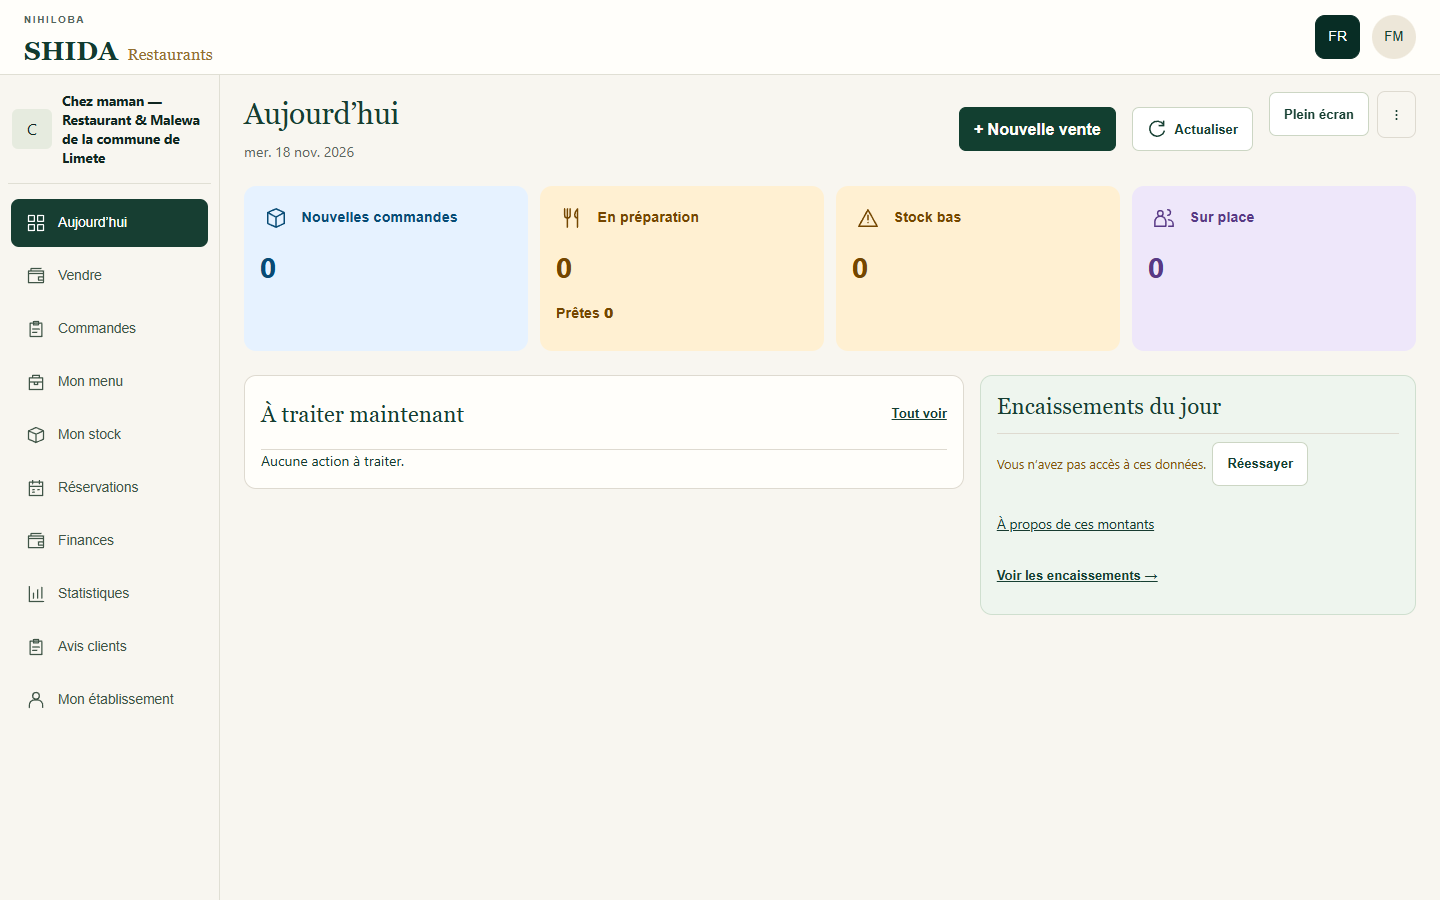 NIHILOBA
SHIDA Restaurants
FR
FM
C
Chez maman —
Restaurant & Malewa
de la commune de
Limete
Aujourd’hui
Vendre
Commandes
Mon menu
Mon stock
Réservations
Finances
Statistiques
Avis clients
Mon établissement
Aujourd’hui
mer. 18 nov. 2026
+ Nouvelle vente
Actualiser
Plein écran
Nouvelles commandes
0
En préparation
0
Prêtes 0
Stock bas
0
Sur place
0
À traiter maintenant
Tout voir
Aucune action à traiter.
Encaissements du jour
Vous n’avez pas accès à ces données.
Réessayer
À propos de ces montants
Voir les encaissements →